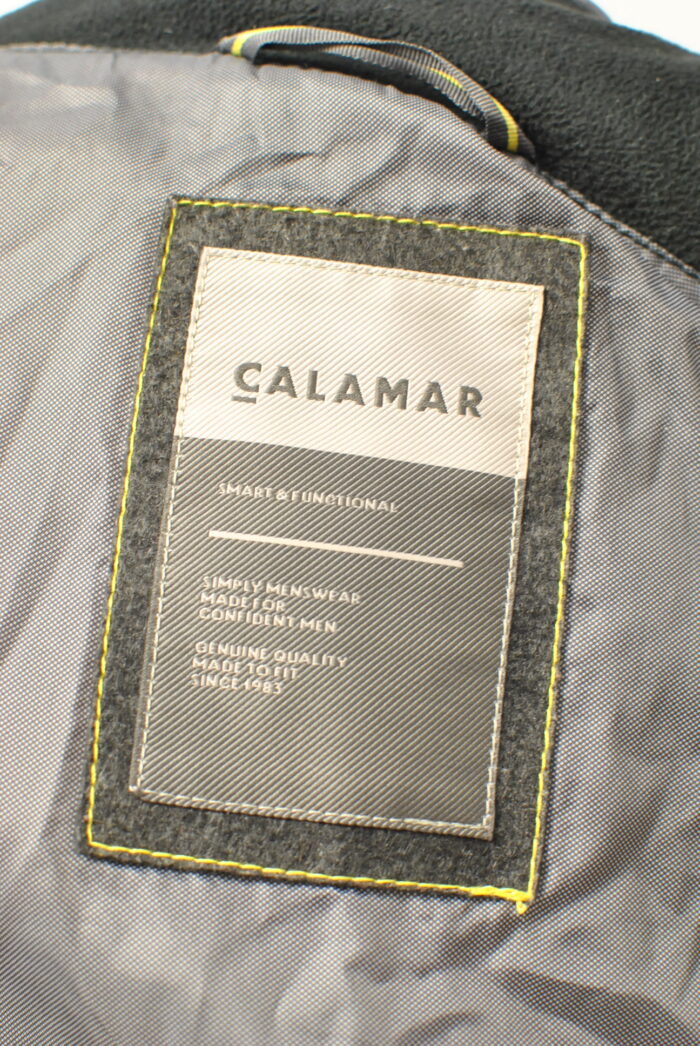 CALAMAR
SMART & FUNCTIONAL
SIMPLY MENSWEAR
MADE FOR
CONFIDENT MEN
GENUINE QUALITY
MADE TO FIT
SINCE 1983